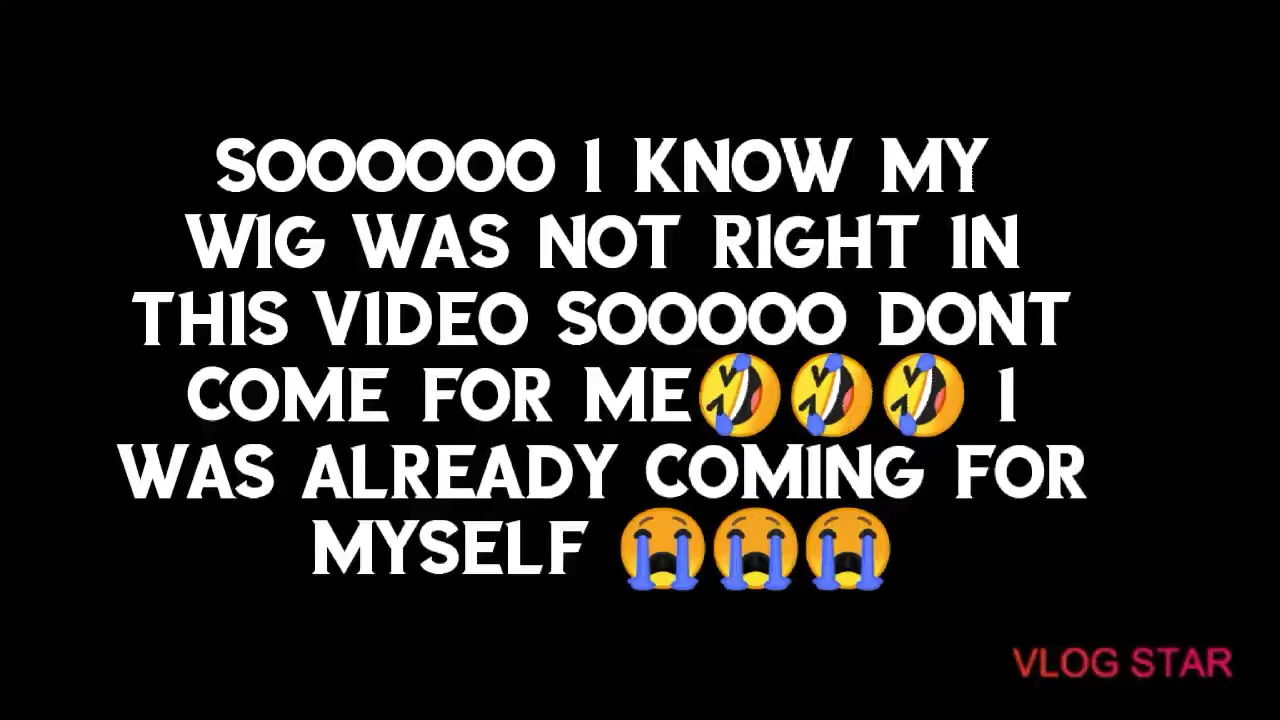 SOOOOOO I KNOW MY
WIG WAS NOT RIGHT IN
THIS VIDEO SOOOOO DONT
COME FOR ME🤣🤣🤣 I
WAS ALREADY COMING FOR
MYSELF 😭😭😭
VLOG STAR